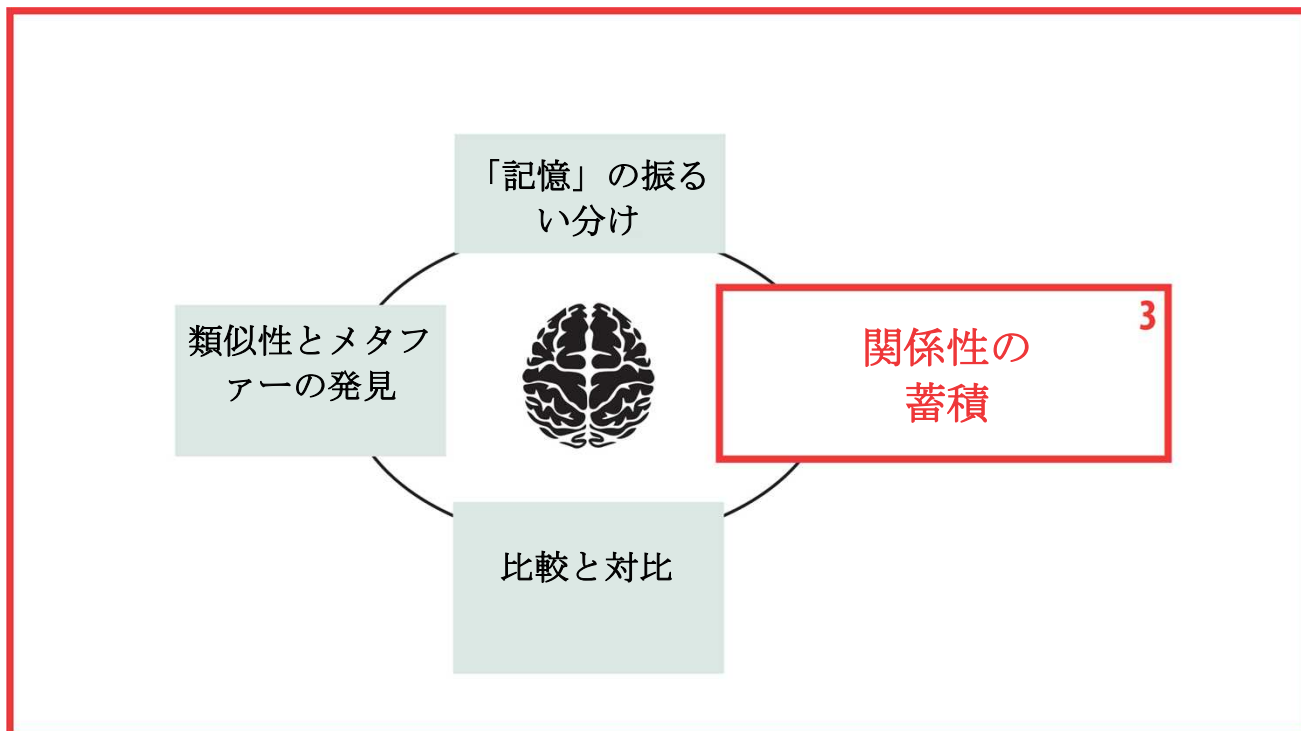 「記憶」の振る
い分け
3
関係性の
蓄積
類似性とメタフ
ァーの発見
比較と対比